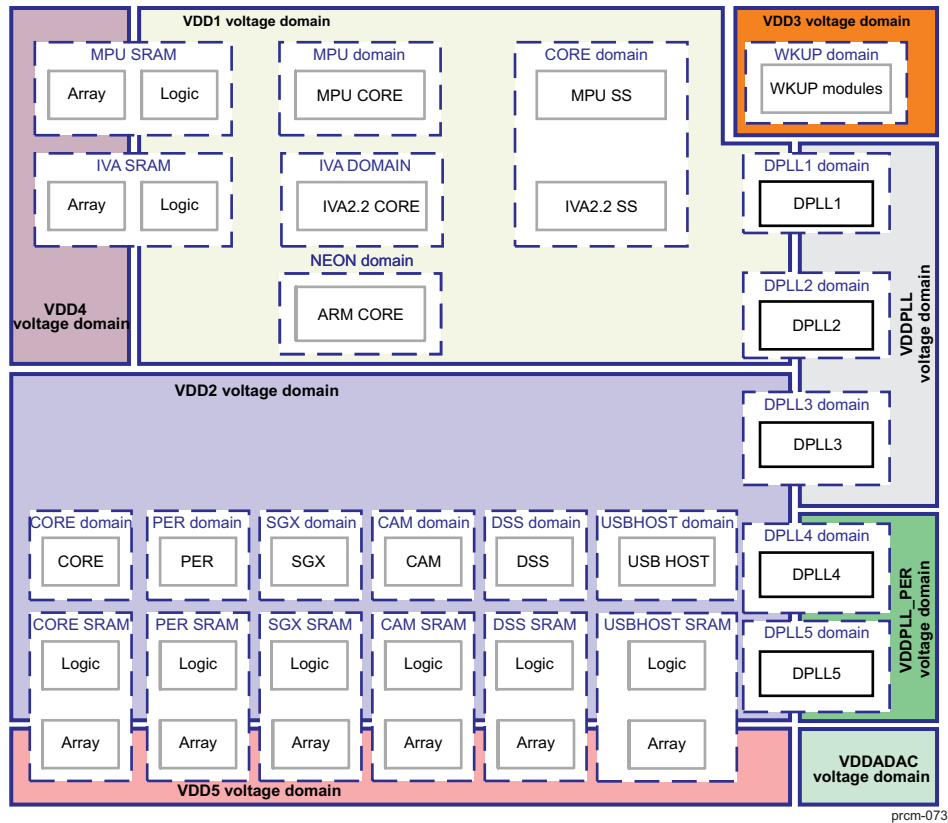 VDD1 voltage domain
VDD3 voltage domain
MPU SRAM
MPU domain
CORE domain
WKUP domain
Array
Logic
MPU CORE
MPU SS
WKUP modules
IVA SRAM
IVA DOMAIN
DPLL1 domain
Array
Logic
IVA2.2 CORE
IVA2.2 SS
DPLL1
NEON domain
DPLL2 domain
VDD4
voltage domain
ARM CORE
DPLL2
VDDPLL
voltage domain
VDD2 voltage domain
DPLL3 domain
DPLL3
CORE domain
PER domain
SGX domain
CAM domain
DSS domain
USBHOST domain
DPLL4 domain
CORE
PER
SGX
CAM
DSS
USB HOST
DPLL4
VDDPLL_PER
voltage domain
CORE SRAM
PER SRAM
SGX SRAM
CAM SRAM
DSS SRAM
USBHOST SRAM
DPLL5 domain
Logic
Logic
Logic
Logic
Logic
Logic
DPLL5
Array
Array
Array
Array
Array
Array
VDD5 voltage domain
VDDADAC
voltage domain
prcm-073